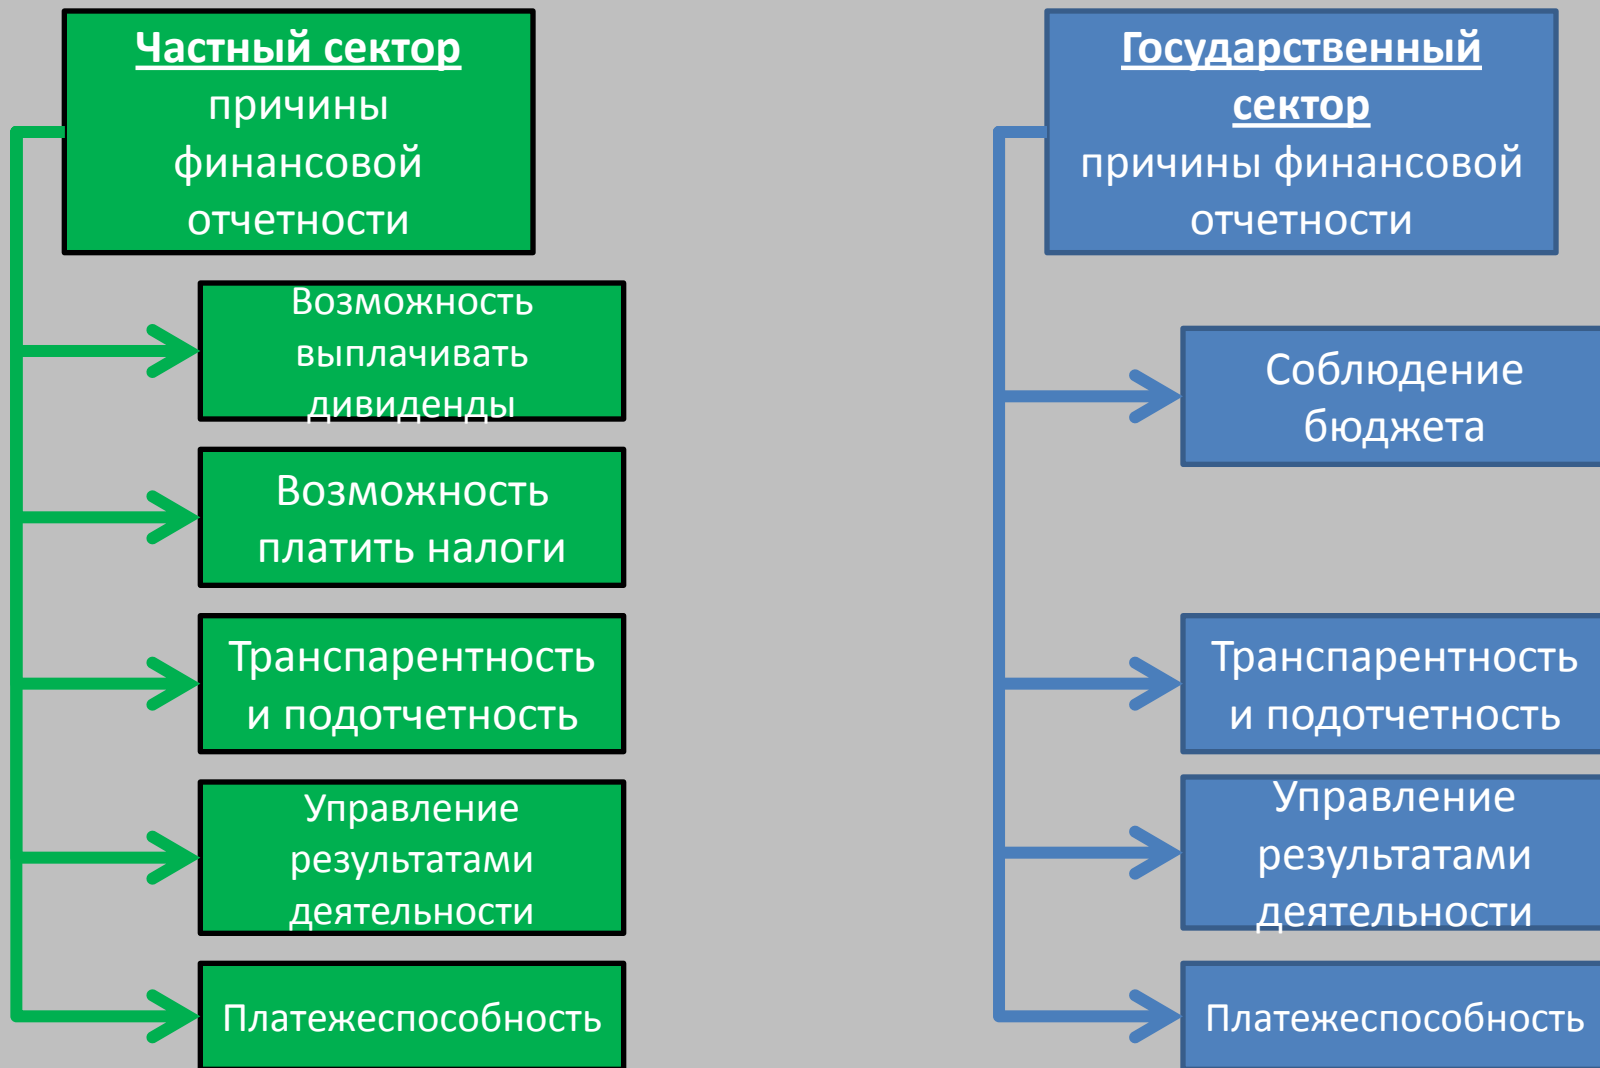 Частный сектор
причины
финансовой
отчетности
Возможность
выплачивать
дивиденды
Возможность
платить налоги
Транспарентность
и подотчетность
Управление
результатами
деятельности
Платежеспособность
Государственный
сектор
причины финансовой
отчетности
Соблюдение
бюджета
Транспарентность
и подотчетность
Управление
результатами
деятельности
Платежеспособность